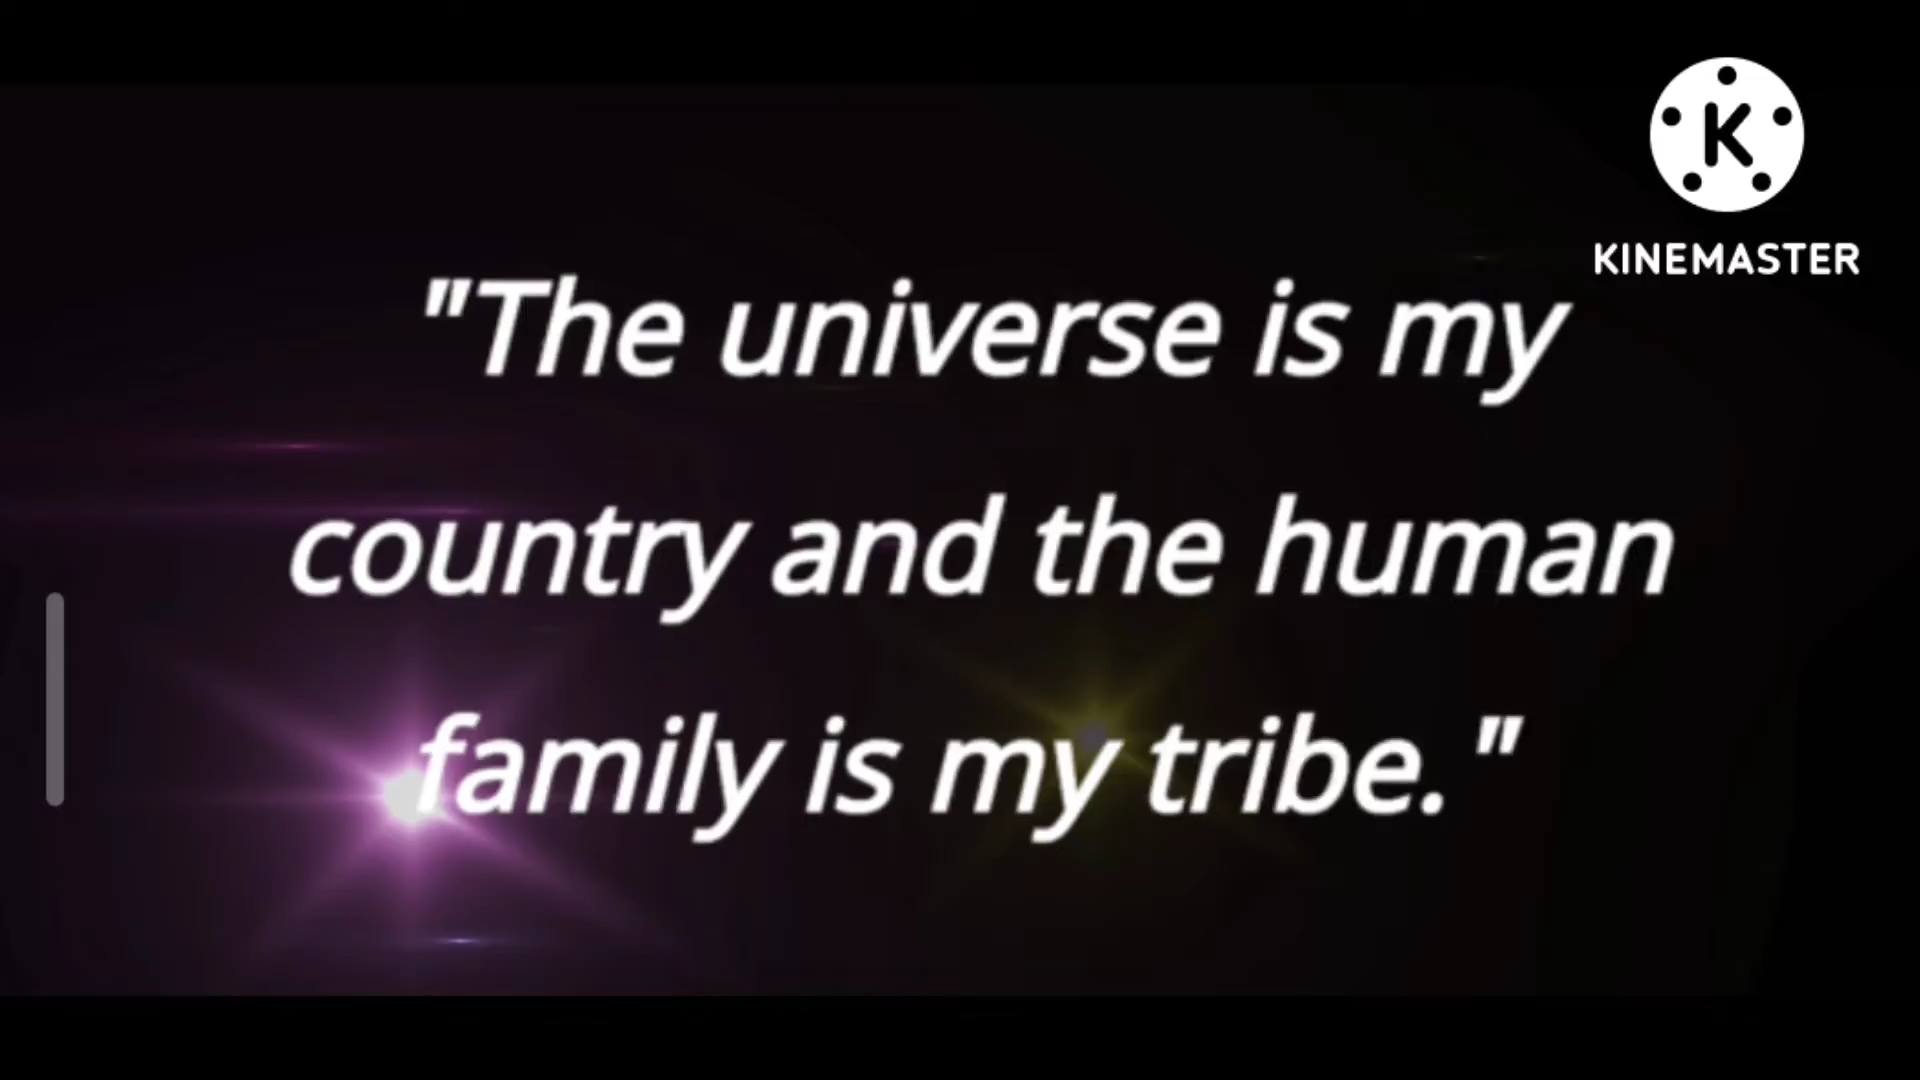 K
KINEMASTER
"The universe is my
country and the human
family is my tribe."